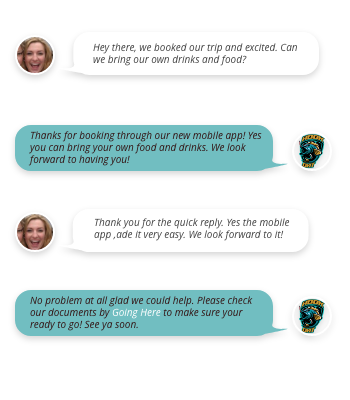 Hey there, we booked our trip and excited. Can
we bring our own drinks and food?
Thanks for booking through our new mobile app! Yes
you can bring your own food and drinks. We look
forward to having you!
Thank you for the quick reply. Yes the mobile
app ,ade it very easy. We look forward to it!
No problem at all glad we could help. Please check
our documents by Going Here to make sure your
ready to go! See ya soon.